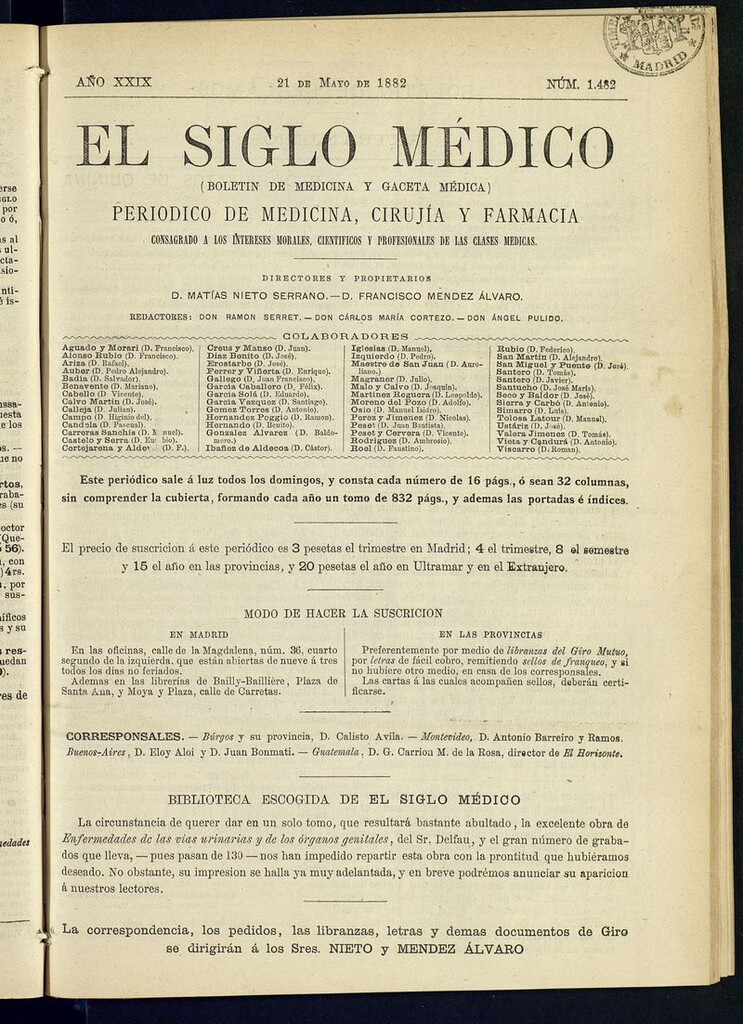 AÑO XXIX
21 DE MAYO DE 1882
NÚM. 1.482
MADRID
EL SIGLO MÉDICO
(BOLETIN DE MEDICINA Y GACETA MÉDICA)
PERIODICO DE MEDICINA, CIRUJÍA Y FARMACIA
CONSAGRADO A LOS INTERESES MORALES, CIENTIFICOS Y PROFESIONALES DE LAS CLASES MEDICAS.
DIRECTORES Y PROPIETARIOS
D. MATÍAS NIETO SERRANO.—D. FRANCISCO MENDEZ ÁLVARO.
REDACTORES: DON RAMON SERRET.—DON CÁRLOS MARÍA CORTEZO.—DON ÁNGEL PULIDO.
COLABORADORES
Aguado y Morari (D. Francisco).
Alonso Rubio (D. Francisco).
Ariza (D. Rafael).
Auber (D. Pedro Alejandro).
Badia (D. Salvador).
Benavente (D. Mariano).
Cabello (D. Vicente).
Calvo Martin (D. José).
Calleja (D. Julian).
Campo (D. Higinio del).
Candela (D. Pascual).
Carreras Sanchis (D. M nuel).
Castelo y Serra (D. Eu bio).
Cortejarena y Alde (D. F.).
Creus y Manso (D. Juan).
Diaz Benito (D. José).
Erostarbe (D. José).
Ferrer y Viñerta (D. Enrique).
Gallego (D. Juan Francisco).
García Caballero (D. Félix).
García Solá (D. Eduardo).
García Vazquez (D. Santiago).
Gomez Torres (D. Antonio).
Hernandez Poggio (D. Ramon).
Hernando (D. Benito).
Gonzalez Alvarez (D. Baldo-
mero.)
Ibañez de Aldecoa (D. Cástor).
Iglesias (D. Manuel).
Izquierdo (D. Pedro).
Maestre de San Juan (D. Aure-
liano.)
Magraner (D. Julio).
Malo y Calvo (D. Joaquin).
Martinez Reguera (D. Leopoldo).
Moreno del Pozo (D. Adolfo).
Osio (D. Manuel Isidro).
Perez y Jimenez (D. Nicolas).
Peset (D. Juan Bautista).
Peset y Cervera (D. Vicente).
Rodriguez (D. Ambrosio).
Roel (D. Faustino).
Rubio (D. Federico).
San Martin (D. Alejandro).
San Miguel y Puente (D. José).
Santero (D. Tomás).
Santero (D. Javier).
Santucho (D. José María).
Seco y Baldor (D. José).
Sierra y Carbó (D. Antonio).
Simarro (D. Luis).
Tolosa Latour (D. Manuel).
Ustáriz (D. José).
Valera Jimenez (D. Tomás).
Vieta y Candurá (D. Antonio).
Viscarro (D. Roman).
Este periódico sale á luz todos los domingos, y consta cada número de 16 págs., ó sean 32 columnas,
sin comprender la cubierta, formando cada año un tomo de 832 págs., y ademas las portadas é índices.
El precio de suscricion á este periódico es 3 pesetas el trimestre en Madrid; 4 el trimestre, 8 el semestre
y 15 el año en las provincias, y 20 pesetas el año en Ultramar y en el Extranjero.
MODO DE HACER LA SUSCRICION
EN MADRID
En las oficinas, calle de la Magdalena, núm. 36, cuarto
segundo de la izquierda, que están abiertas de nueve á tres
todos los dias no feriados.
Ademas en las librerías de Bailly-Baillière, Plaza de
Santa Ana, y Moya y Plaza, calle de Carretas.
EN LAS PROVINCIAS
Preferentemente por medio de libranzas del Giro Mutuo,
por letras de fácil cobro, remitiendo sellos de franqueo, y si
no hubiere otro medio, en casa de los corresponsales.
Las cartas á las cuales acompañen sellos, deberán certi-
ficarse.
CORRESPONSALES. — Búrgos y su provincia, D. Calisto Avila. — Montevideo, D. Antonio Barreiro y Ramos.
Buenos-Aires, D. Eloy Aloi y D. Juan Bonmati. — Guatemala, D. G. Carrion M. de la Rosa, director de El Horizonte.
BIBLIOTECA ESCOGIDA DE EL SIGLO MÉDICO
La circunstancia de querer dar en un solo tomo, que resultará bastante abultado, la excelente obra de
Enfermedades de las vías urinarias y de los órganos genitales, del Sr. Delfau, y el gran número de graba-
dos que lleva, — pues pasan de 130 — nos han impedido repartir esta obra con la prontitud que hubiéramos
deseado. No obstante, su impresion se halla ya muy adelantada, y en breve podrémos anunciar su aparicion
á nuestros lectores.
La correspondencia, los pedidos, las libranzas, letras y demas documentos de Giro
se dirigirán á los Sres. NIETO y MENDEZ ÁLVARO